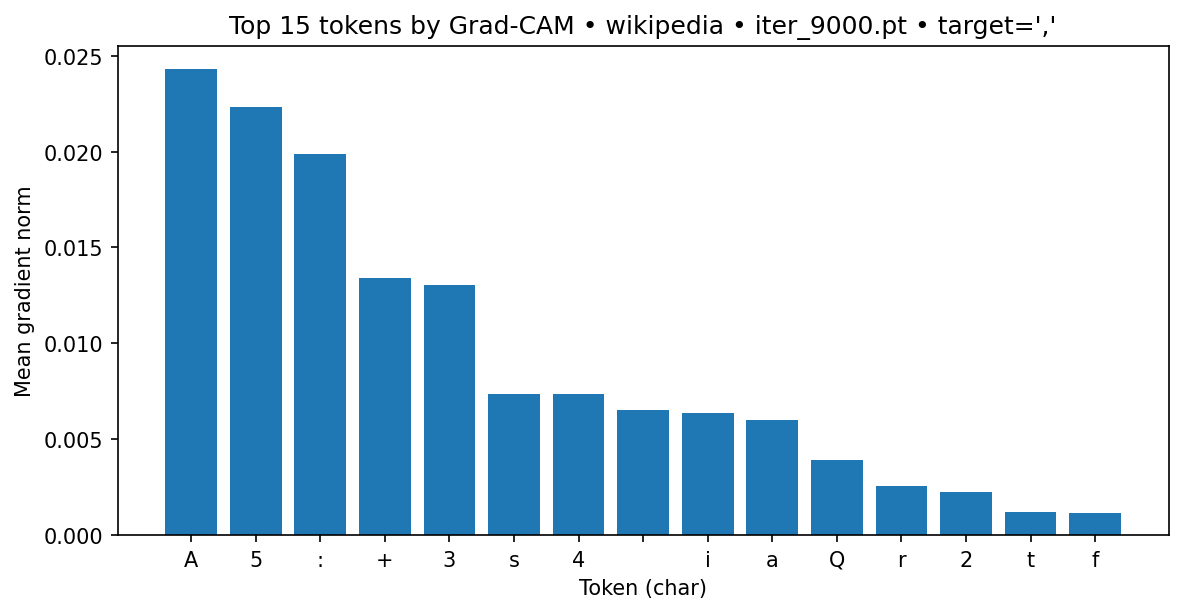 Top 15 tokens by Grad-CAM • wikipedia • iter_9000.pt • target=','
Mean gradient norm
0.025
0.020
0.015
0.010
0.005
0.000
A 5 : + 3 s 4 i a Q r 2 t f
Token (char)